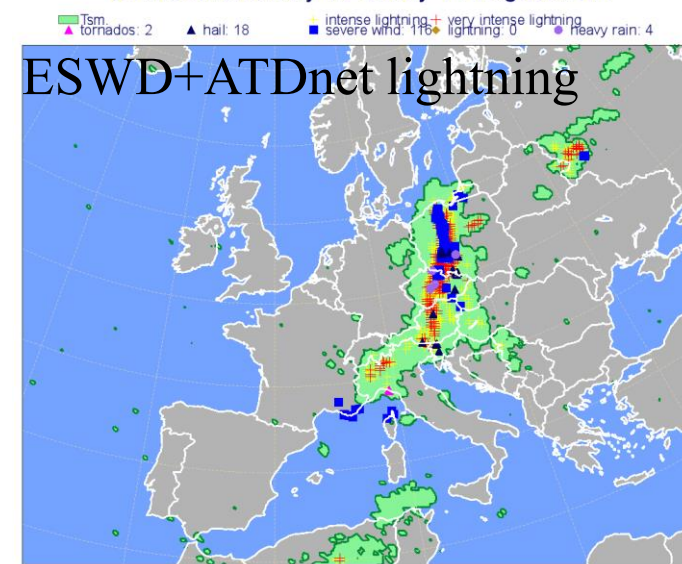 Tsm. intense lightning very intense lightning
tornados: 2 hail: 18 severe wind: 116 lightning: 0 heavy rain: 4
ESWD+ATDnet lightning